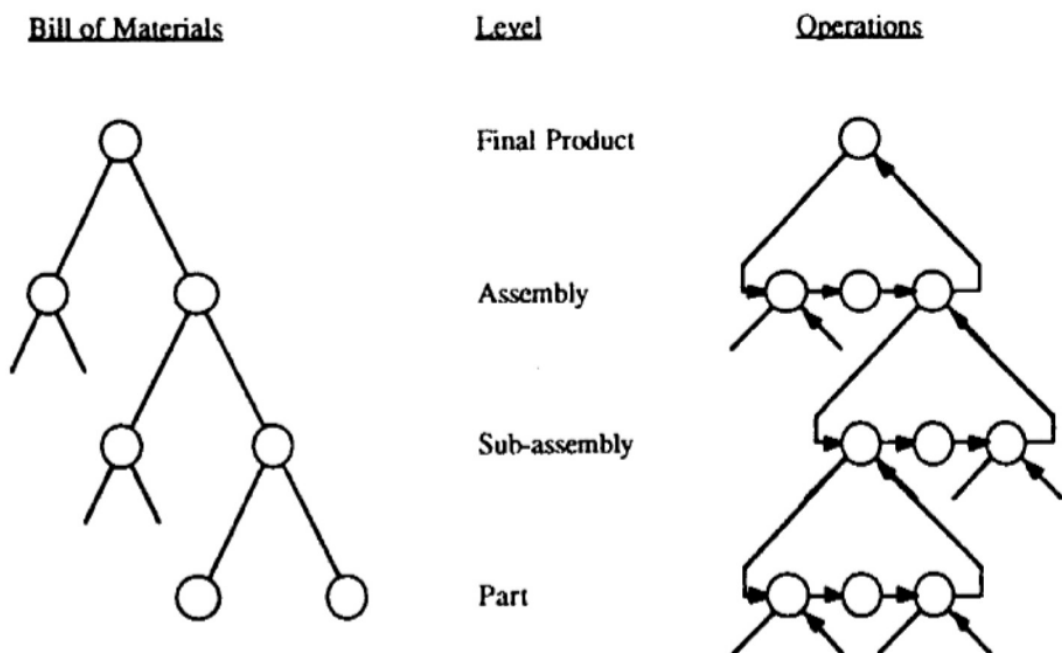 Bill of Materials Level Operations
Final Product
Assembly
Sub-assembly
Part